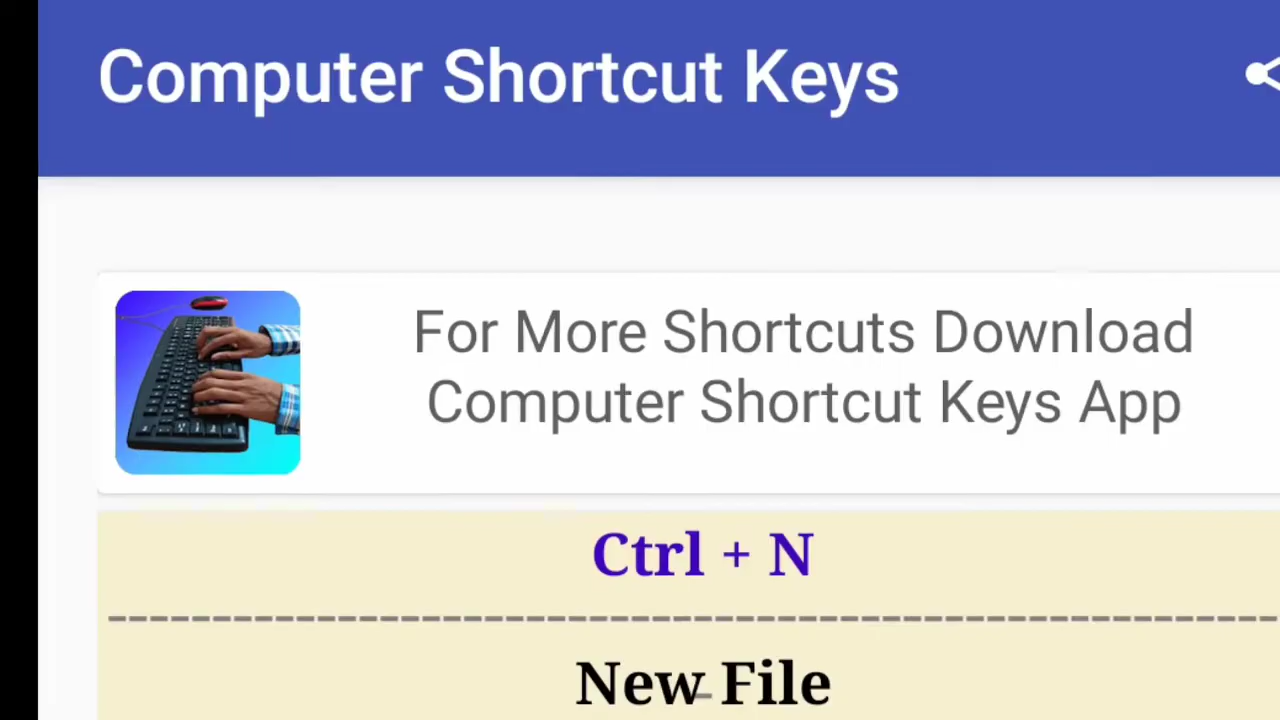 Computer Shortcut Keys
For More Shortcuts Download
Computer Shortcut Keys App
Ctrl + N
New File